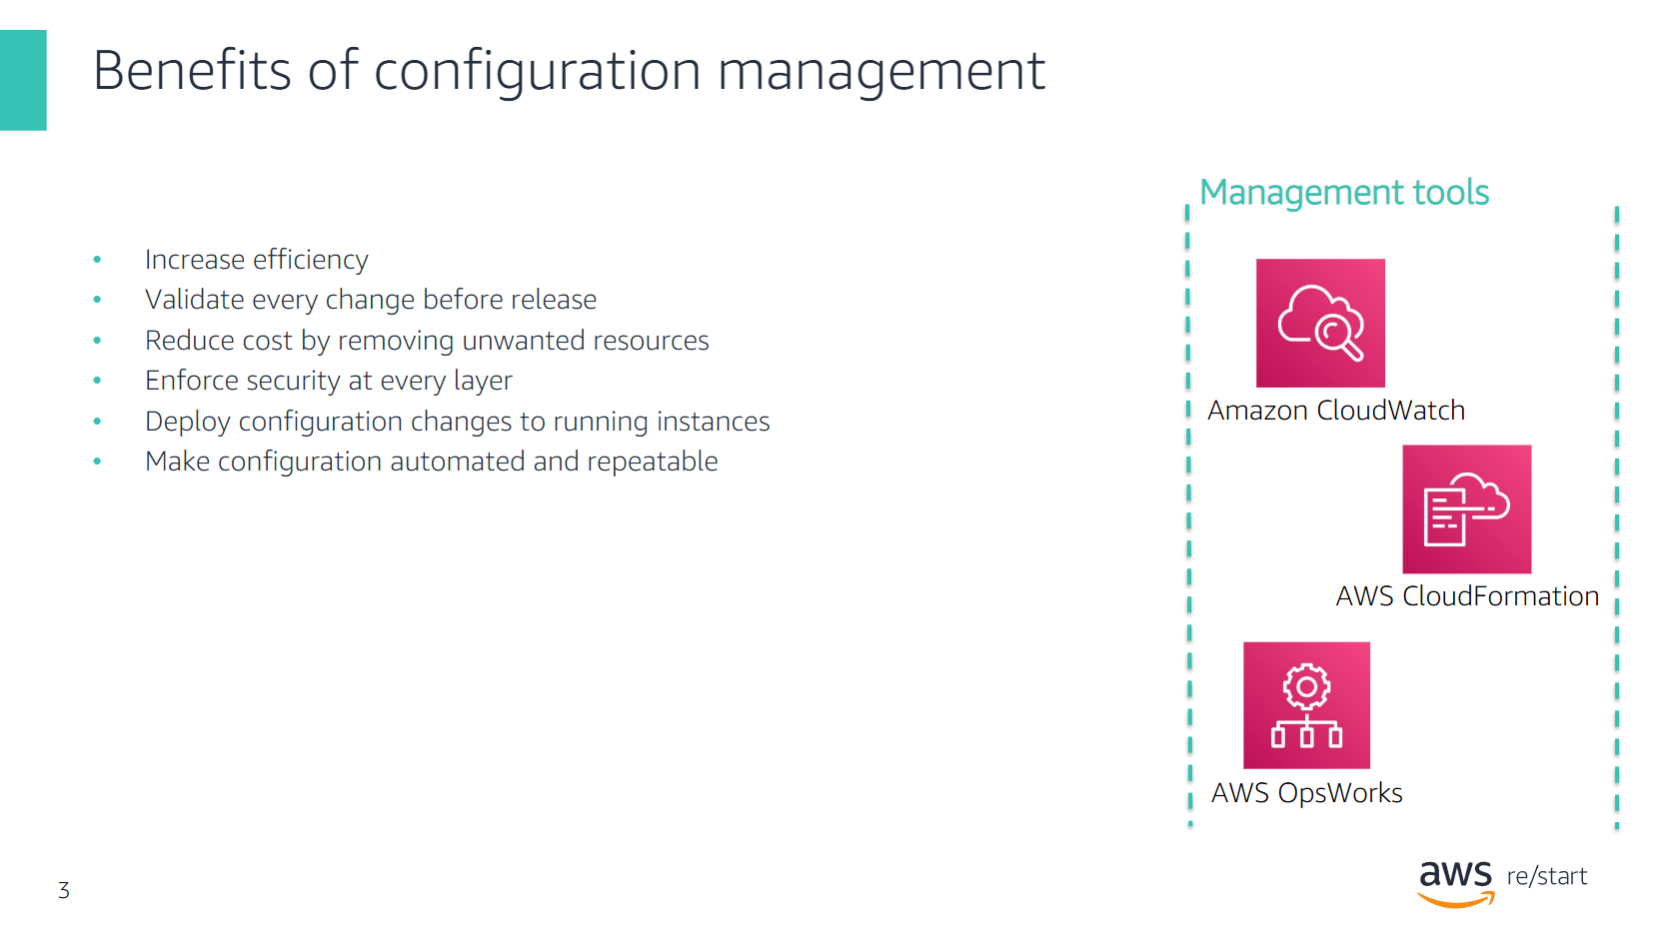 Benefits of configuration management
• Increase efficiency
• Validate every change before release
• Reduce cost by removing unwanted resources
• Enforce security at every layer
• Deploy configuration changes to running instances
• Make configuration automated and repeatable
Management tools
Amazon CloudWatch
AWS CloudFormation
AWS OpsWorks
3
aws re/start